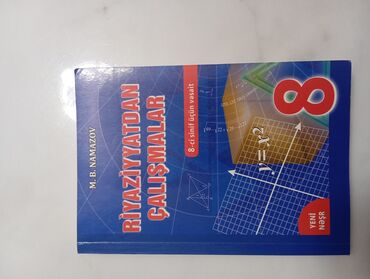 M. B. NAMAZOV
RİYAZİYYATDAN
ÇALIŞMALAR
8-ci sinif üçün vəsait
8
y=x²
YENİ
NƏŞR